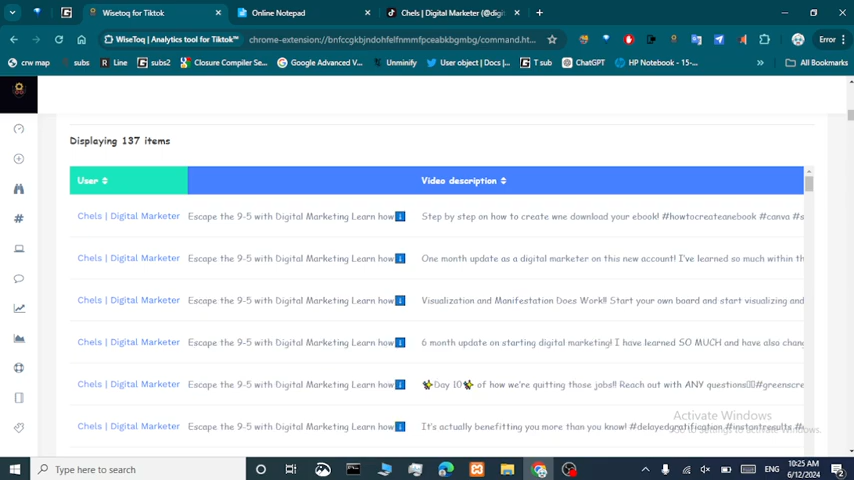 Wisetoq for Tiktok
Online Notepad
Chels | Digital Marketer (@digi
WiseToq | Analytics tool for Tiktok™
chrome-extension://bnfccgkbjndohfelfnmmfpceabkbgmbg/command.ht...
Error
crw map
subs
Line
subs2
Closure Compiler Se...
Google Advanced V...
Unminify
User object | Docs |...
T sub
ChatGPT
HP Notebook - 15-...
All Bookmarks
Displaying 137 items
User
Video description
Chels | Digital Marketer Escape the 9-5 with Digital Marketing Learn how Step by step on how to create wne download your ebook! #howtocreateanebook #canva #s
Chels | Digital Marketer Escape the 9-5 with Digital Marketing Learn how One month update as a digital marketer on this new account! I've learned so much within th
Chels | Digital Marketer Escape the 9-5 with Digital Marketing Learn how Visualization and Manifestation Does Work!! Start your own board and start visualizing and
Chels | Digital Marketer Escape the 9-5 with Digital Marketing Learn how 6 month update on starting digital marketing! I have learned SO MUCH and have also chan
Chels | Digital Marketer Escape the 9-5 with Digital Marketing Learn how Day 10 of how we're quitting those jobs!! Reach out with ANY questions #greenscre
Chels | Digital Marketer Escape the 9-5 with Digital Marketing Learn how It's actually benefitting you more than you know! #delayedgratification #instantresults
Activate Windows
Go to Settings to activate Windows.
Type here to search
ENG
10:25 AM
6/12/2024
2